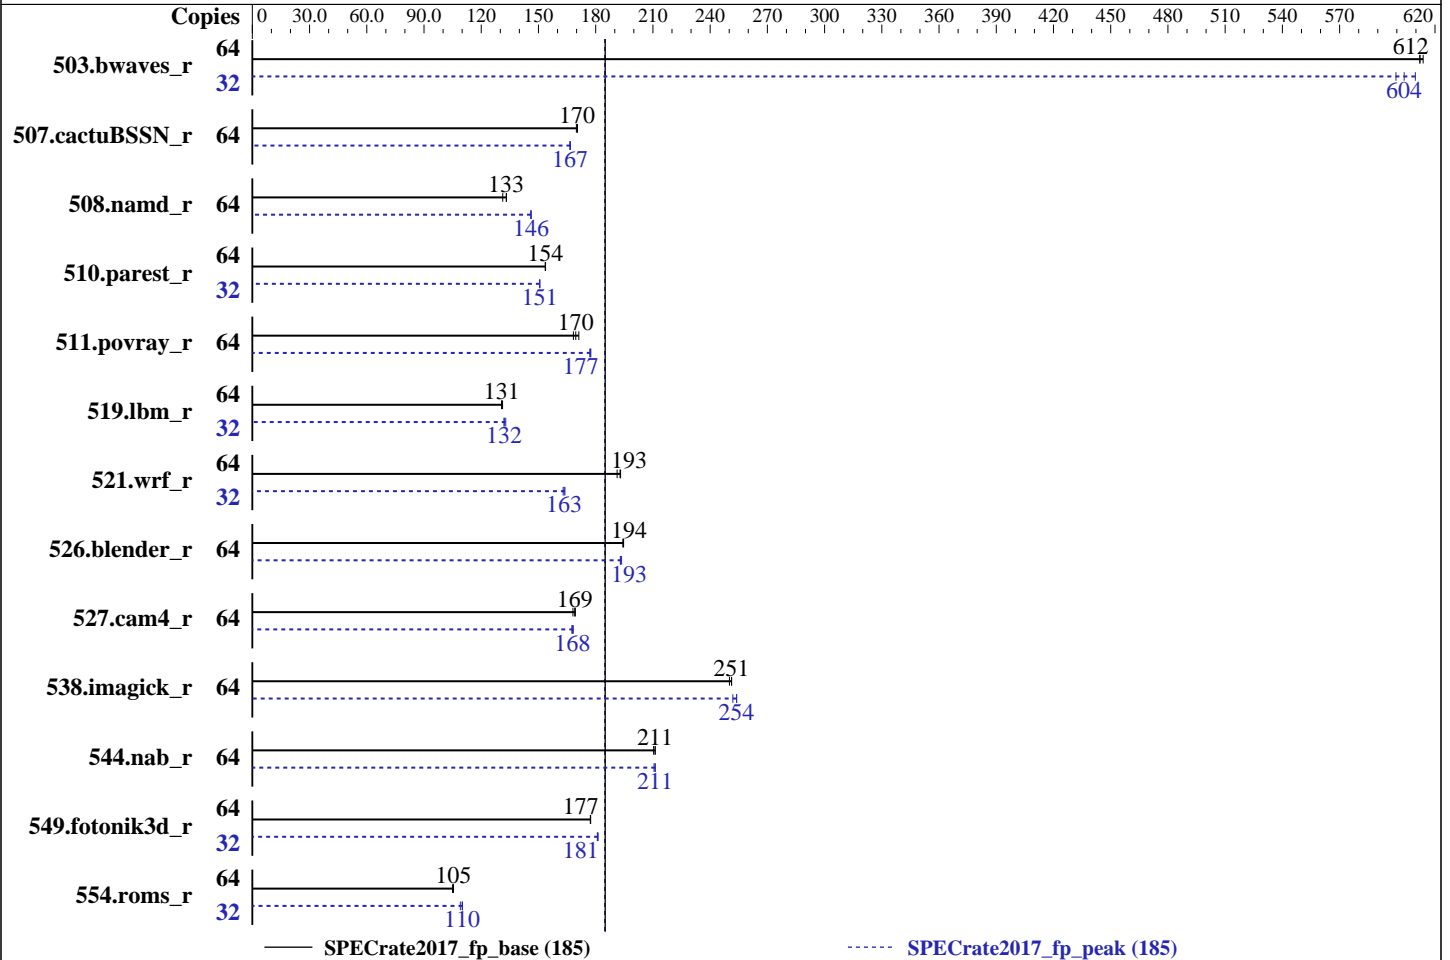 Copies 0 30.0 60.0 90.0 120 150 180 210 240 270 300 330 360 390 420 450 480 510 540 570 620
503.bwaves_r 64 612
32 604
507.cactuBSSN_r 64 170
167
508.namd_r 64 133
146
510.parest_r 64 154
32 151
511.povray_r 64 170
177
519.lbm_r 64 131
32 132
521.wrf_r 64 193
32 163
526.blender_r 64 194
193
527.cam4_r 64 169
168
538.imagick_r 64 251
254
544.nab_r 64 211
211
549.fotonik3d_r 64 177
32 181
554.roms_r 64 105
32 110
SPECrate2017_fp_base (185) SPECrate2017_fp_peak (185)